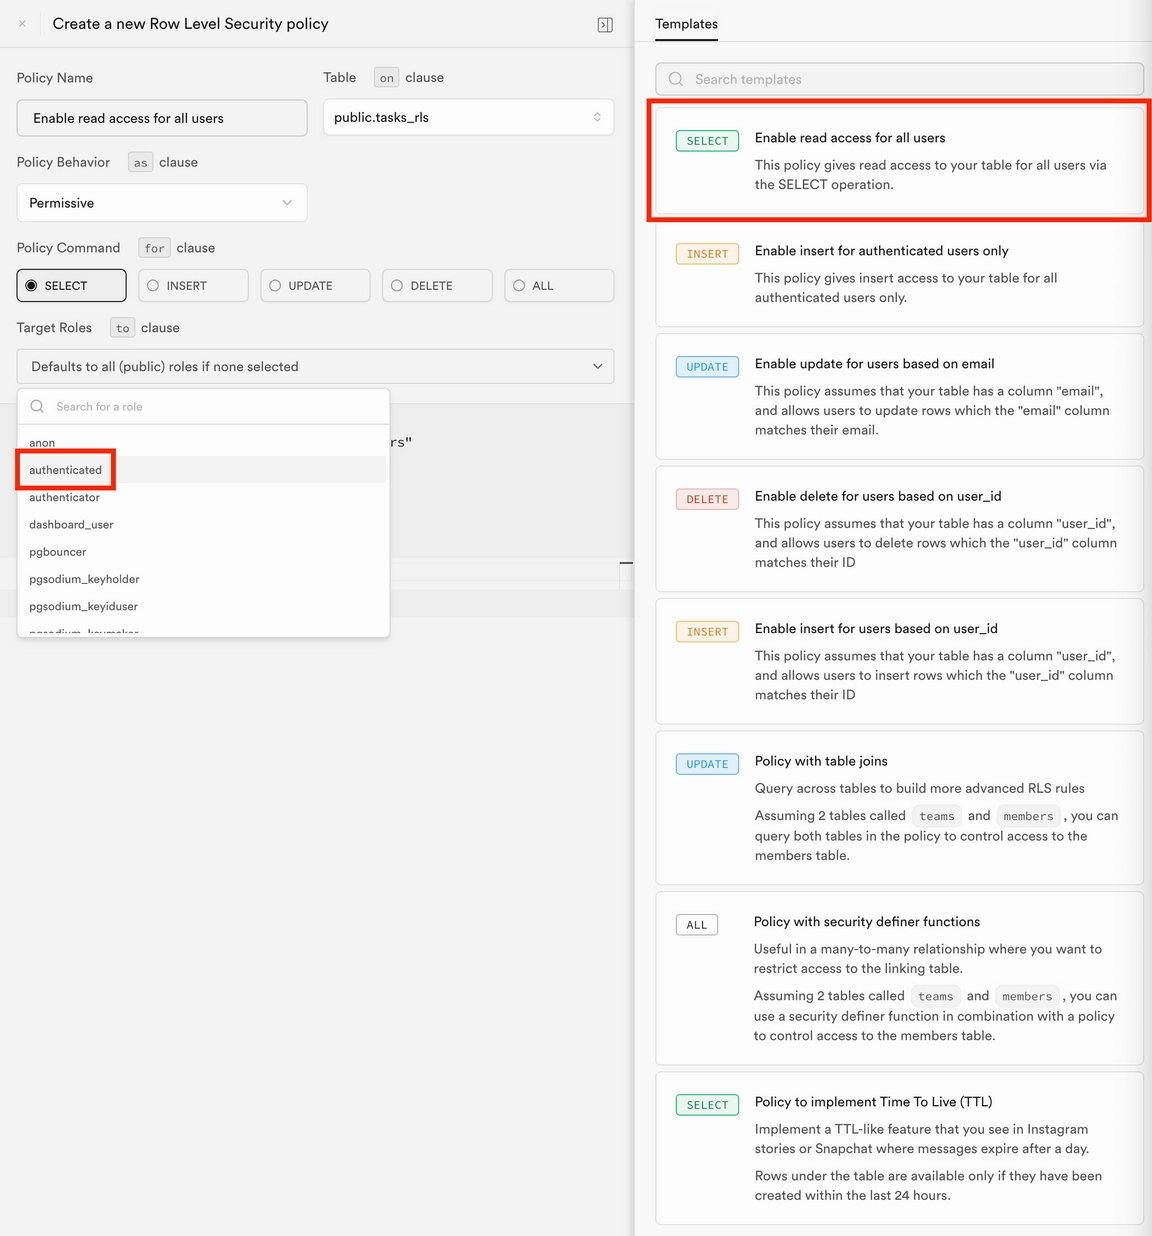 Create a new Row Level Security policy
Policy Name
Table on clause
Enable read access for all users
public.tasks_rls
Policy Behavior as clause
Permissive
Policy Command for clause
SELECT INSERT UPDATE DELETE ALL
Target Roles to clause
Defaults to all (public) roles if none selected
Search for a role
anon
rs"
authenticated
authenticator
dashboard_user
pgbouncer
pgsodium_keyholder
pgsodium_keyiduser
Templates
Search templates
SELECT
Enable read access for all users
This policy gives read access to your table for all users via
the SELECT operation.
INSERT
Enable insert for authenticated users only
This policy gives insert access to your table for all
authenticated users only.
UPDATE
Enable update for users based on email
This policy assumes that your table has a column "email",
and allows users to update rows which the "email" column
matches their email.
DELETE
Enable delete for users based on user_id
This policy assumes that your table has a column "user_id",
and allows users to delete rows which the "user_id" column
matches their ID
INSERT
Enable insert for users based on user_id
This policy assumes that your table has a column "user_id",
and allows users to insert rows which the "user_id" column
matches their ID
UPDATE
Policy with table joins
Query across tables to build more advanced RLS rules
Assuming 2 tables called teams and members , you can
query both tables in the policy to control access to the
members table.
ALL
Policy with security definer functions
Useful in a many-to-many relationship where you want to
restrict access to the linking table.
Assuming 2 tables called teams and members , you can
use a security definer function in combination with a policy
to control access to the members table.
SELECT
Policy to implement Time To Live (TTL)
Implement a TTL-like feature that you see in Instagram
stories or Snapchat where messages expire after a day.
Rows under the table are available only if they have been
created within the last 24 hours.